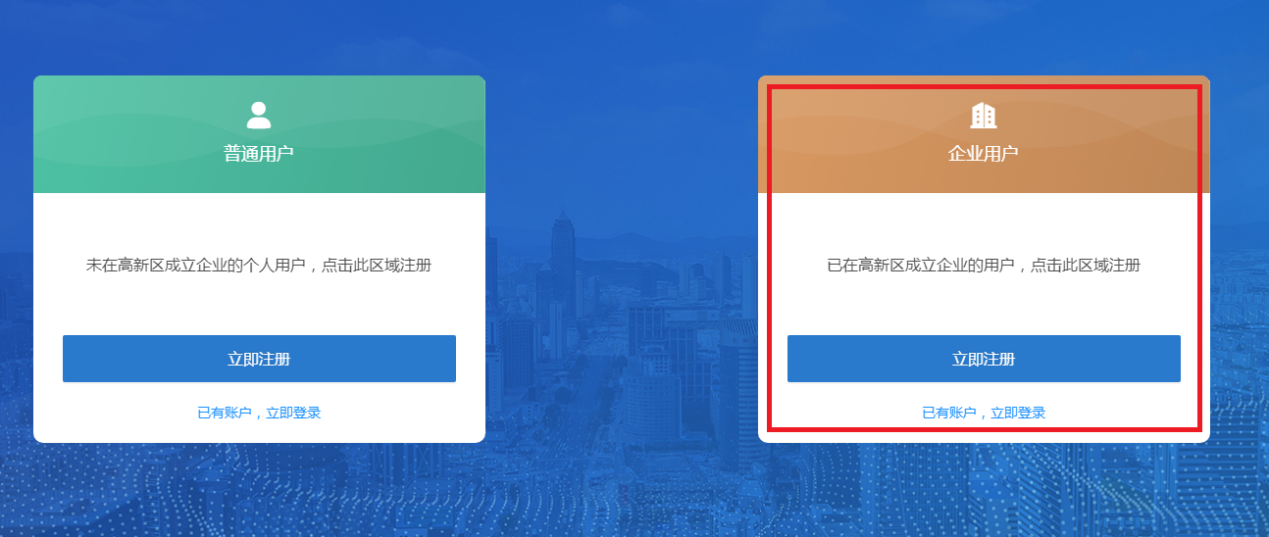 普通用户
未在高新区成立企业的个人用户，点击此区域注册
立即注册
已有账户，立即登录
企业用户
已在高新区成立企业的用户，点击此区域注册
立即注册
已有账户，立即登录